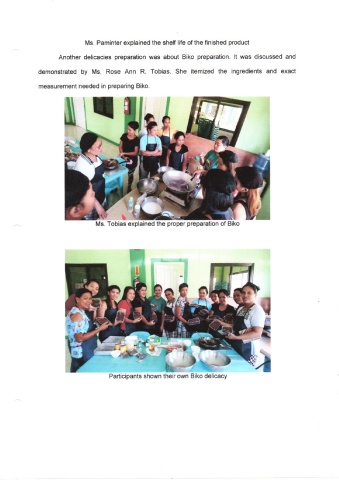 Ms. Paminter explained the shelf life of the finished product
Another delicacies preparation was about Biko preparation. It was discussed and
demonstrated by Ms. Rose Ann R. Tobias. She itemized the ingredients and exact
measurement needed in preparing Biko.
Ms. Tobias explained the proper preparation of Biko
Participants shown their own Biko delicacy